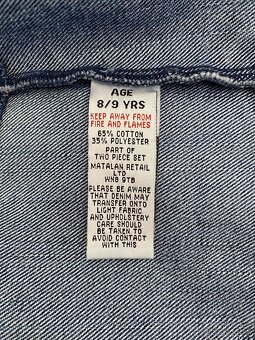 AGE
8/9 YRS
KEEP AWAY FROM
FIRE AND FLAMES
65% COTTON
35% POLYESTER
PART OF
TWO PIECE SET
MATALAN RETAIL
LTD
WN8 9TB
PLEASE BE AWARE
THAT DENIM MAY
TRANSFER ONTO
LIGHT FABRIC
AND UPHOLSTERY
CARE SHOULD
BE TAKEN TO
AVOID CONTACT
WITH THIS